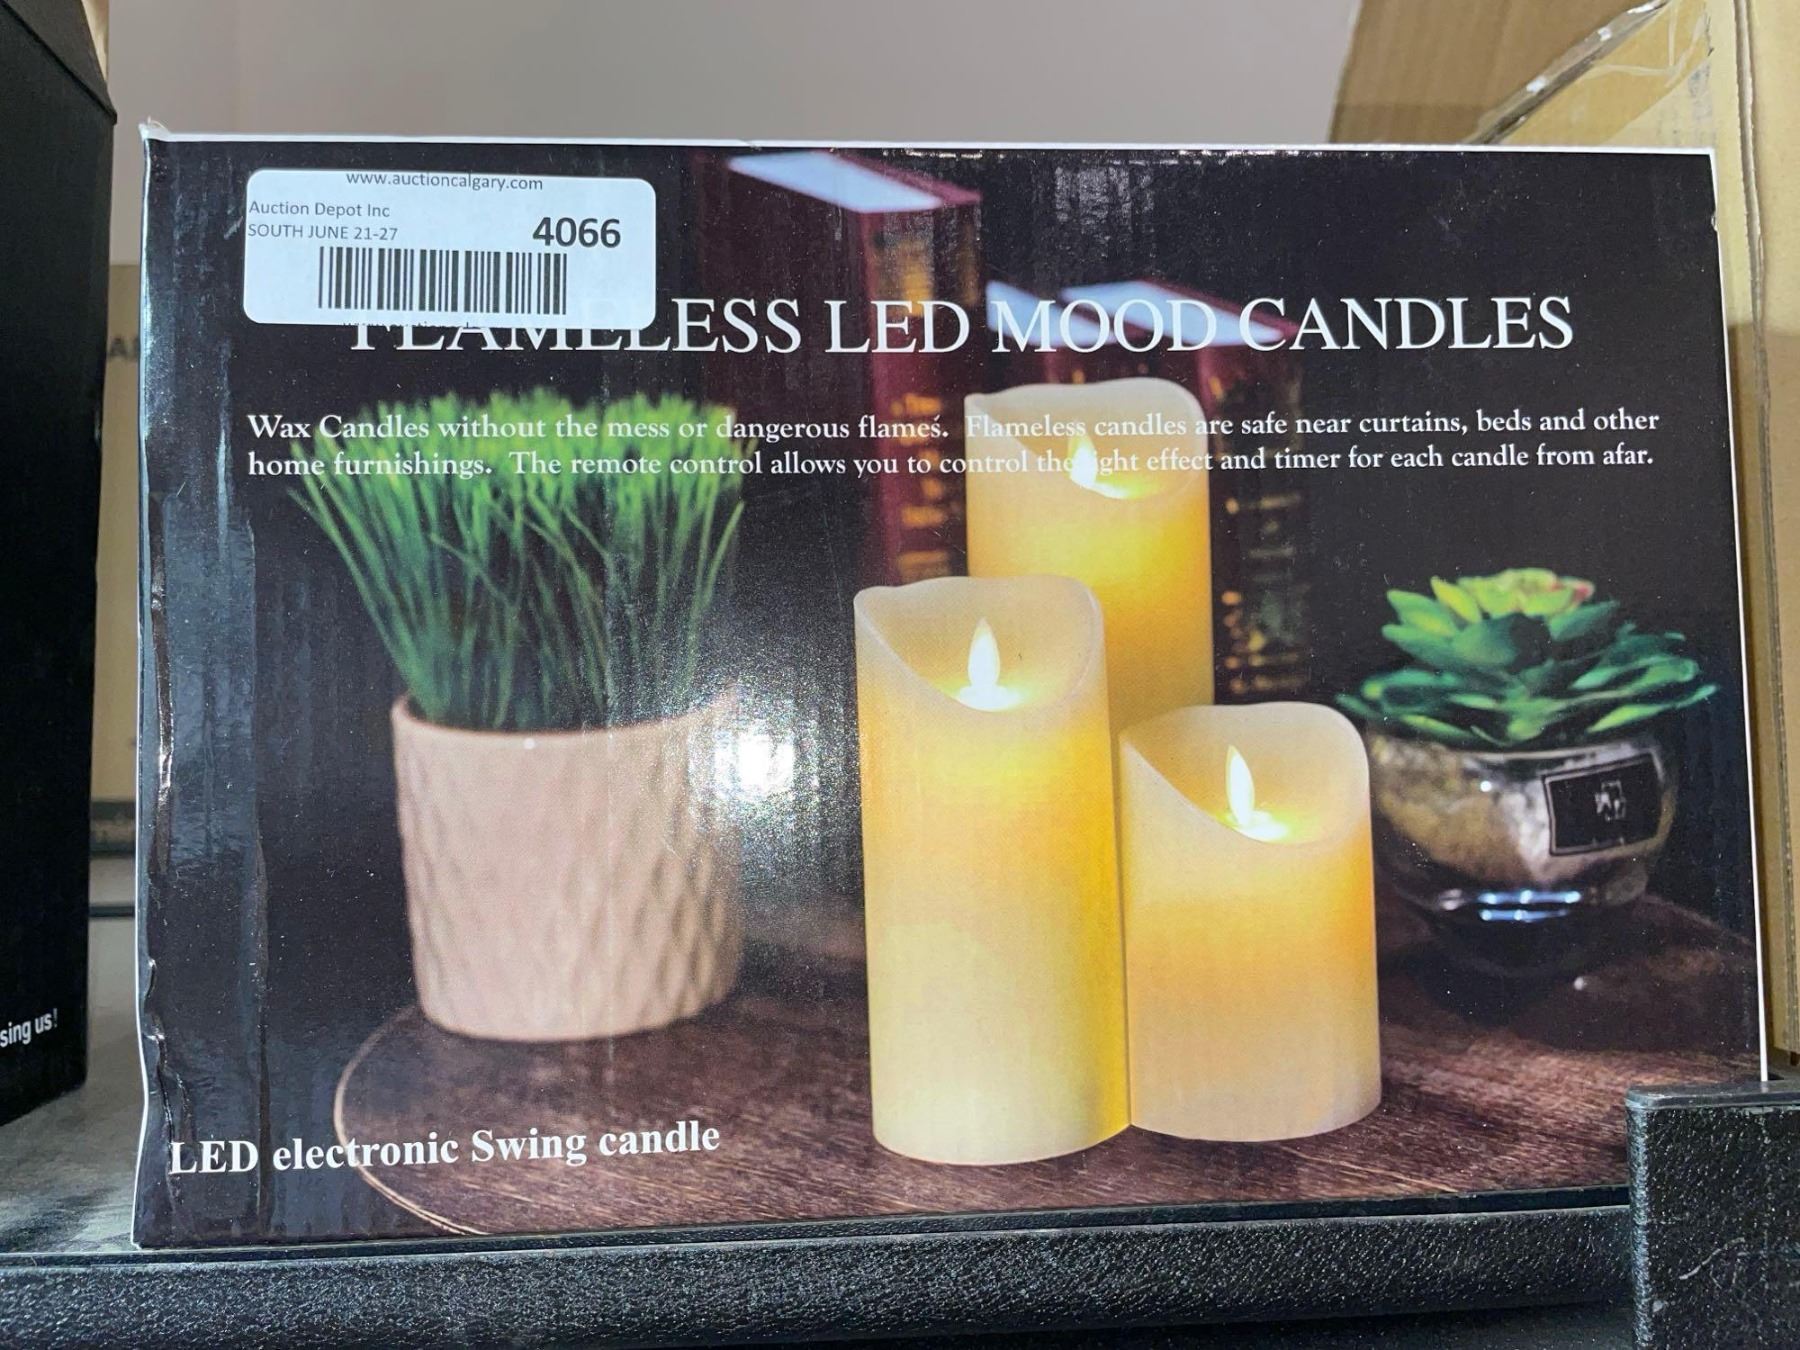 www.auctioncalgary.com
Auction Depot Inc
SOUTH JUNE 21-27
4066
FLAMELESS LED MOOD CANDLES
Wax Candles without the mess or dangerous flames. Flameless candles are safe near curtains, beds and other
home furnishings. The remote control allows you to control the light effect and timer for each candle from afar.
LED electronic Swing candle
sing us!